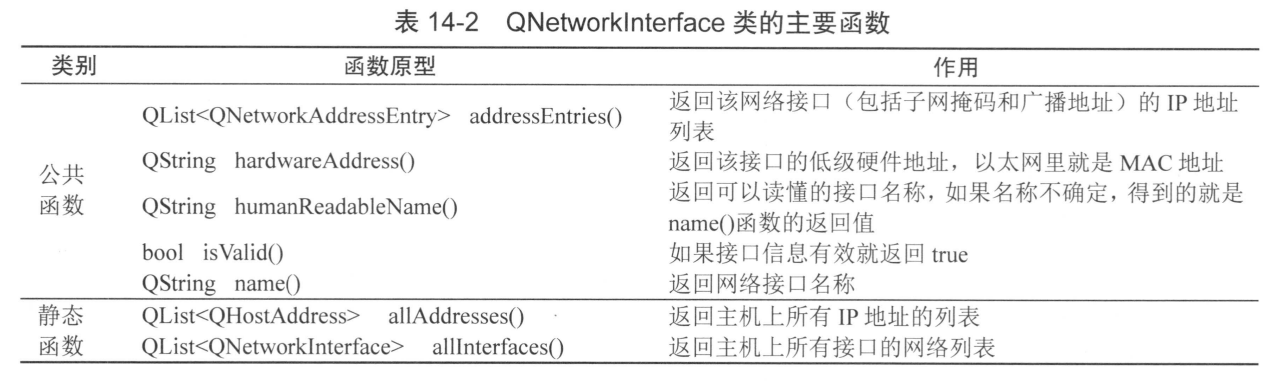 表 14-2 QNetworkInterface 类的主要函数
类别 函数原型 作用
公共函数
QList<QNetworkAddressEntry> addressEntries() 返回该网络接口（包括子网掩码和广播地址）的 IP 地址
列表
QString hardwareAddress() 返回该接口的低级硬件地址，以太网里就是 MAC 地址
QString humanReadableName() 返回可以读懂的接口名称，如果名称不确定，得到的就是
name()函数的返回值
bool isValid() 如果接口信息有效就返回 true
QString name() 返回网络接口名称
静态 QList<QHostAddress> allAddresses() 返回主机上所有 IP 地址的列表
函数 QList<QNetworkInterface> allInterfaces() 返回主机上所有接口的网络列表